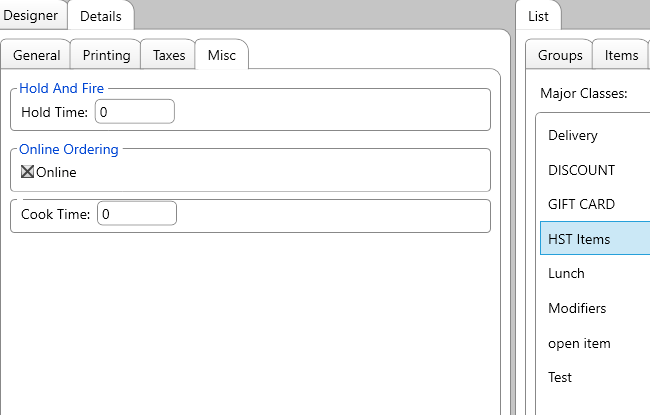 Designer Details
General Printing Taxes Misc
Hold And Fire
Hold Time: 0
Online Ordering
Online
Cook Time: 0
List
Groups Items
Major Classes:
Delivery
DISCOUNT
GIFT CARD
HST Items
Lunch
Modifiers
open item
Test